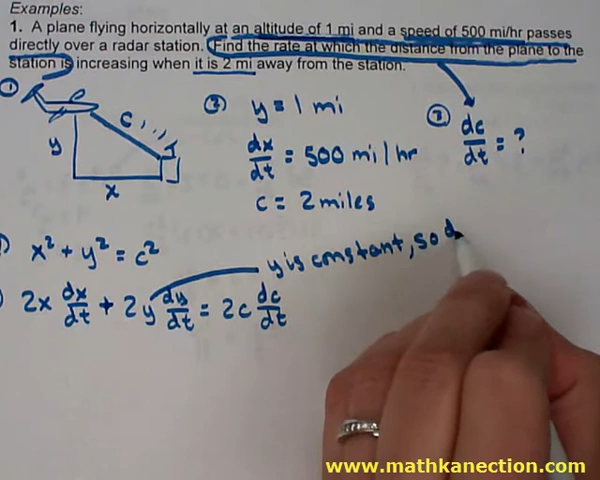 Examples:
1. A plane flying horizontally at an altitude of 1 mi and a speed of 500 mi/hr passes
directly over a radar station. Find the rate at which the distance from the plane to the
station is increasing when it is 2 mi away from the station.
①
y
x
c
② y = 1 mi
dx/dt = 500 mi/hr
c = 2 miles
③ dc/dt = ?
x² + y² = c²
2x dx/dt + 2y dy/dt = 2c dc/dt
y is constant, so d
www.mathkanection.com